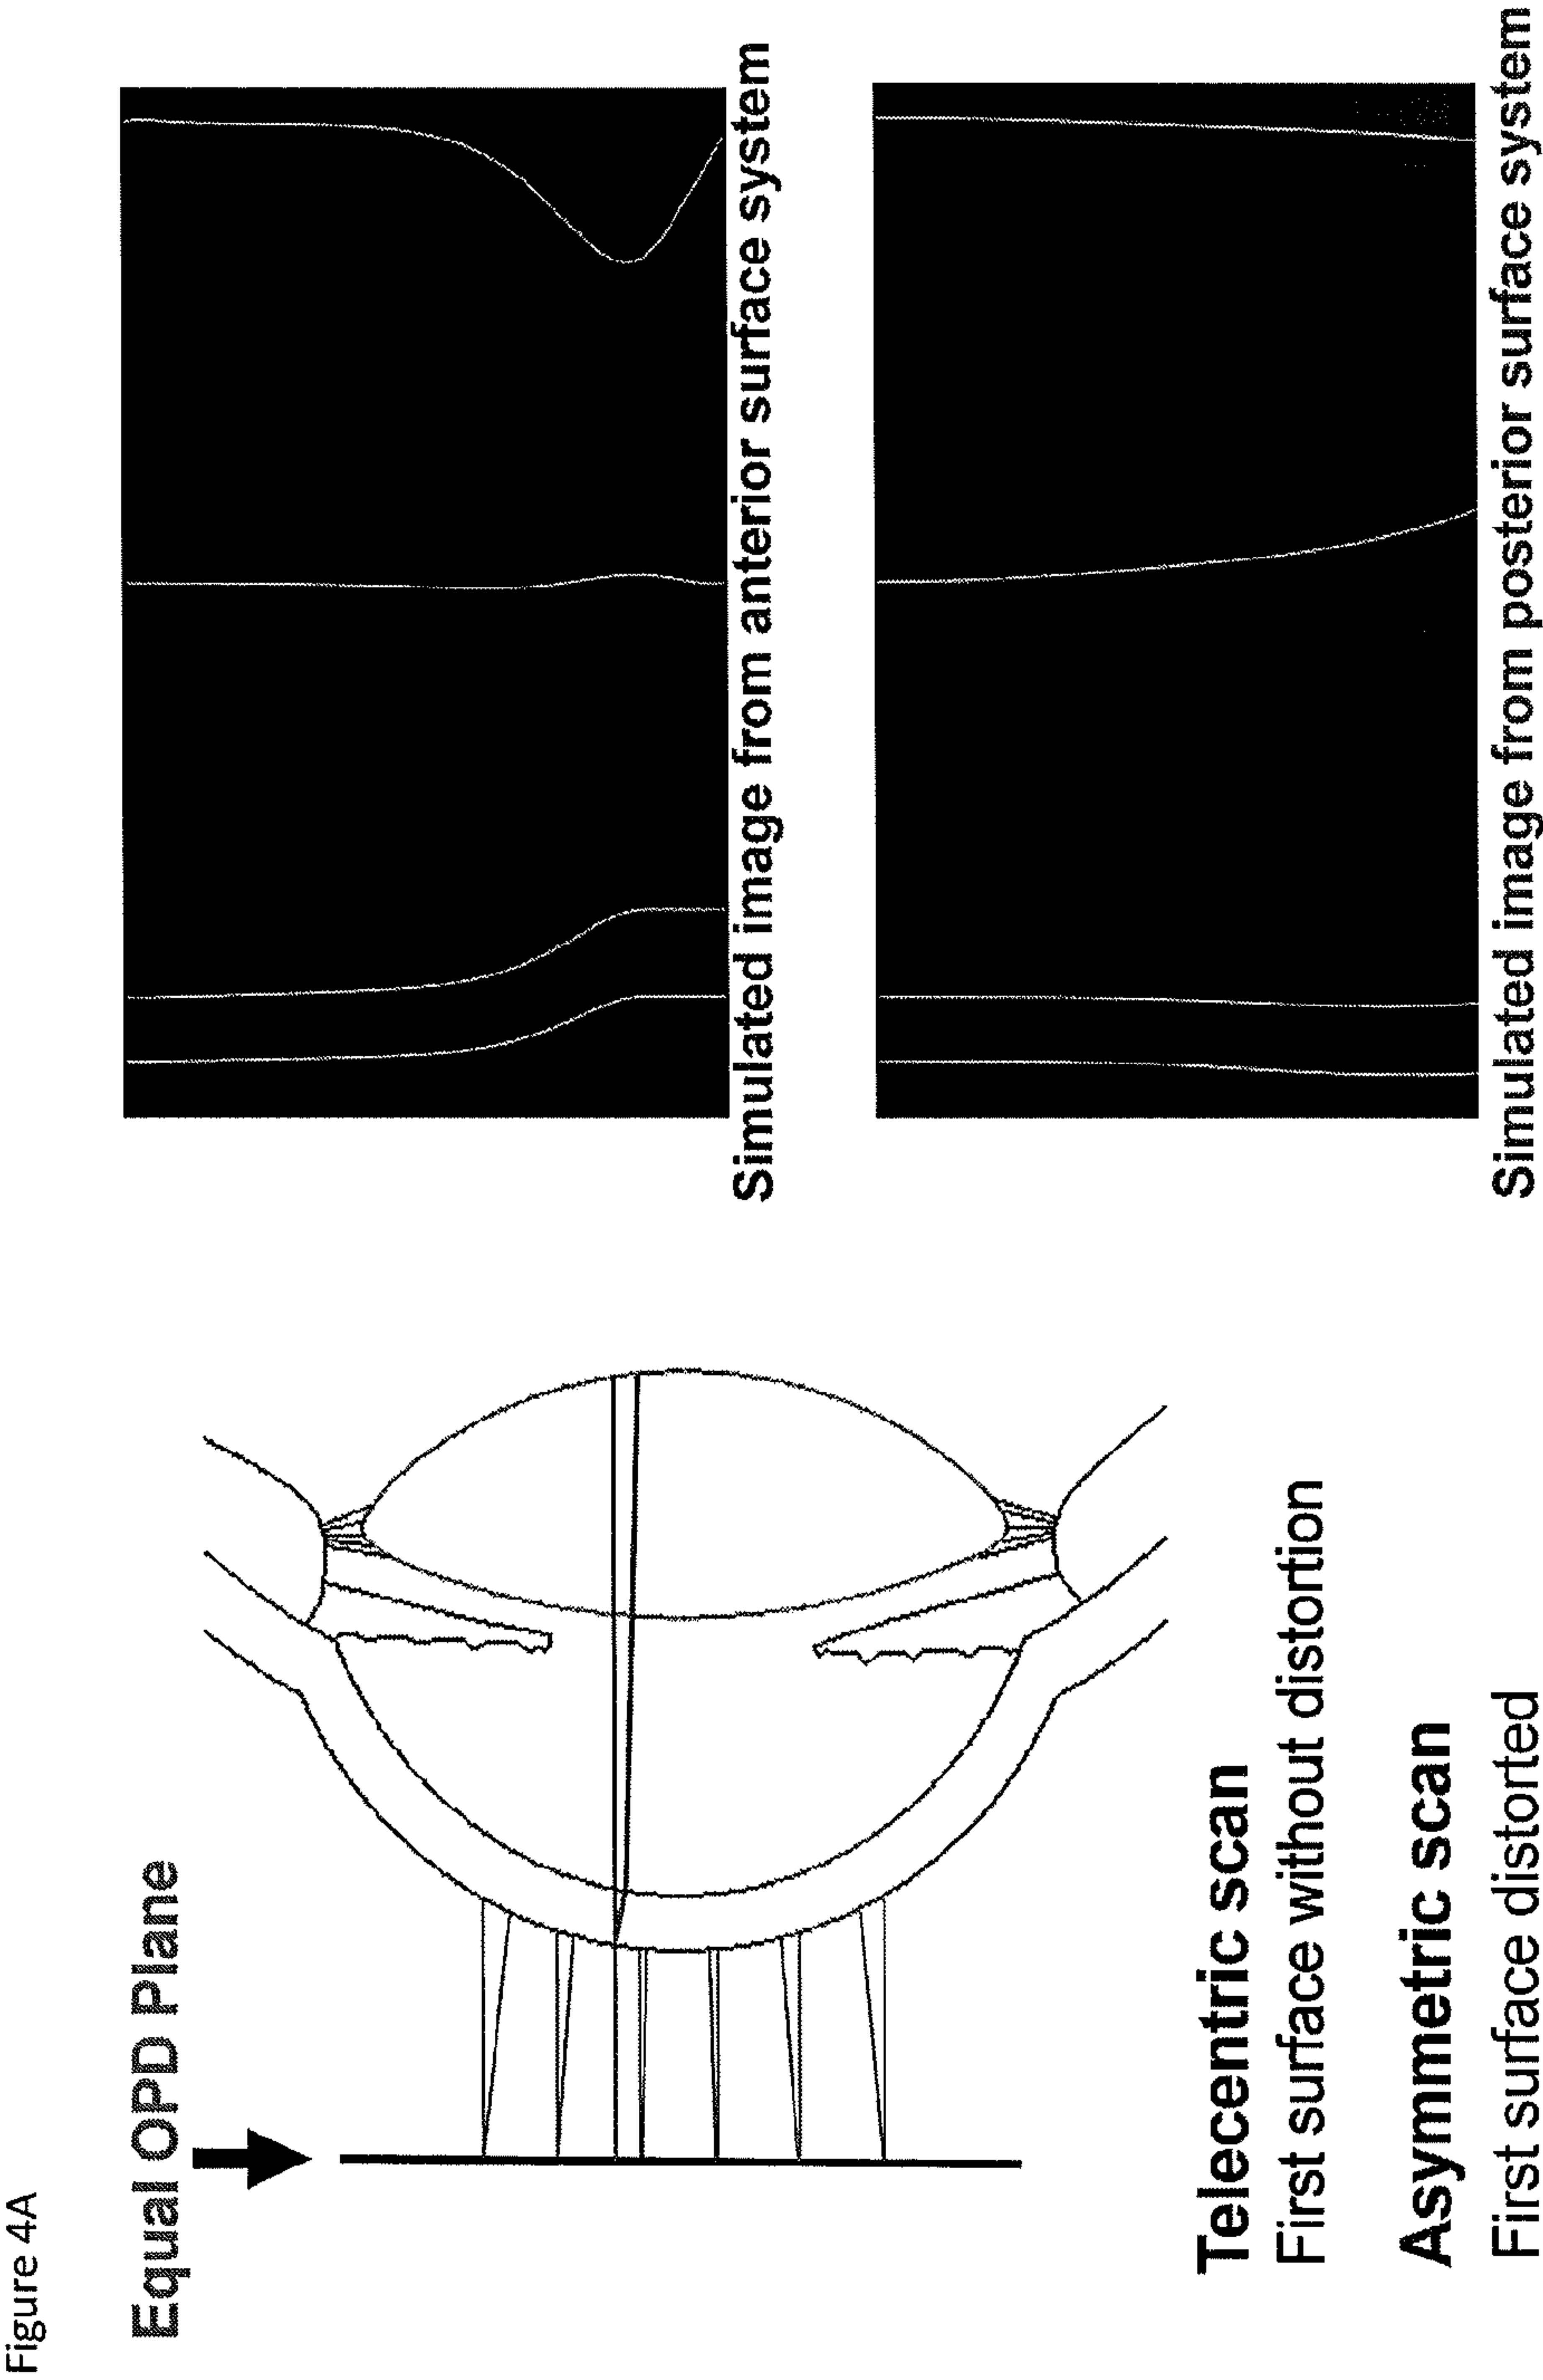 Figure 4A
Equal OPD Plane
Telecentric scan
First surface without distortion
Asymmetric scan
First surface distorted
Simulated image from anterior surface system
Simulated image from posterior surface system